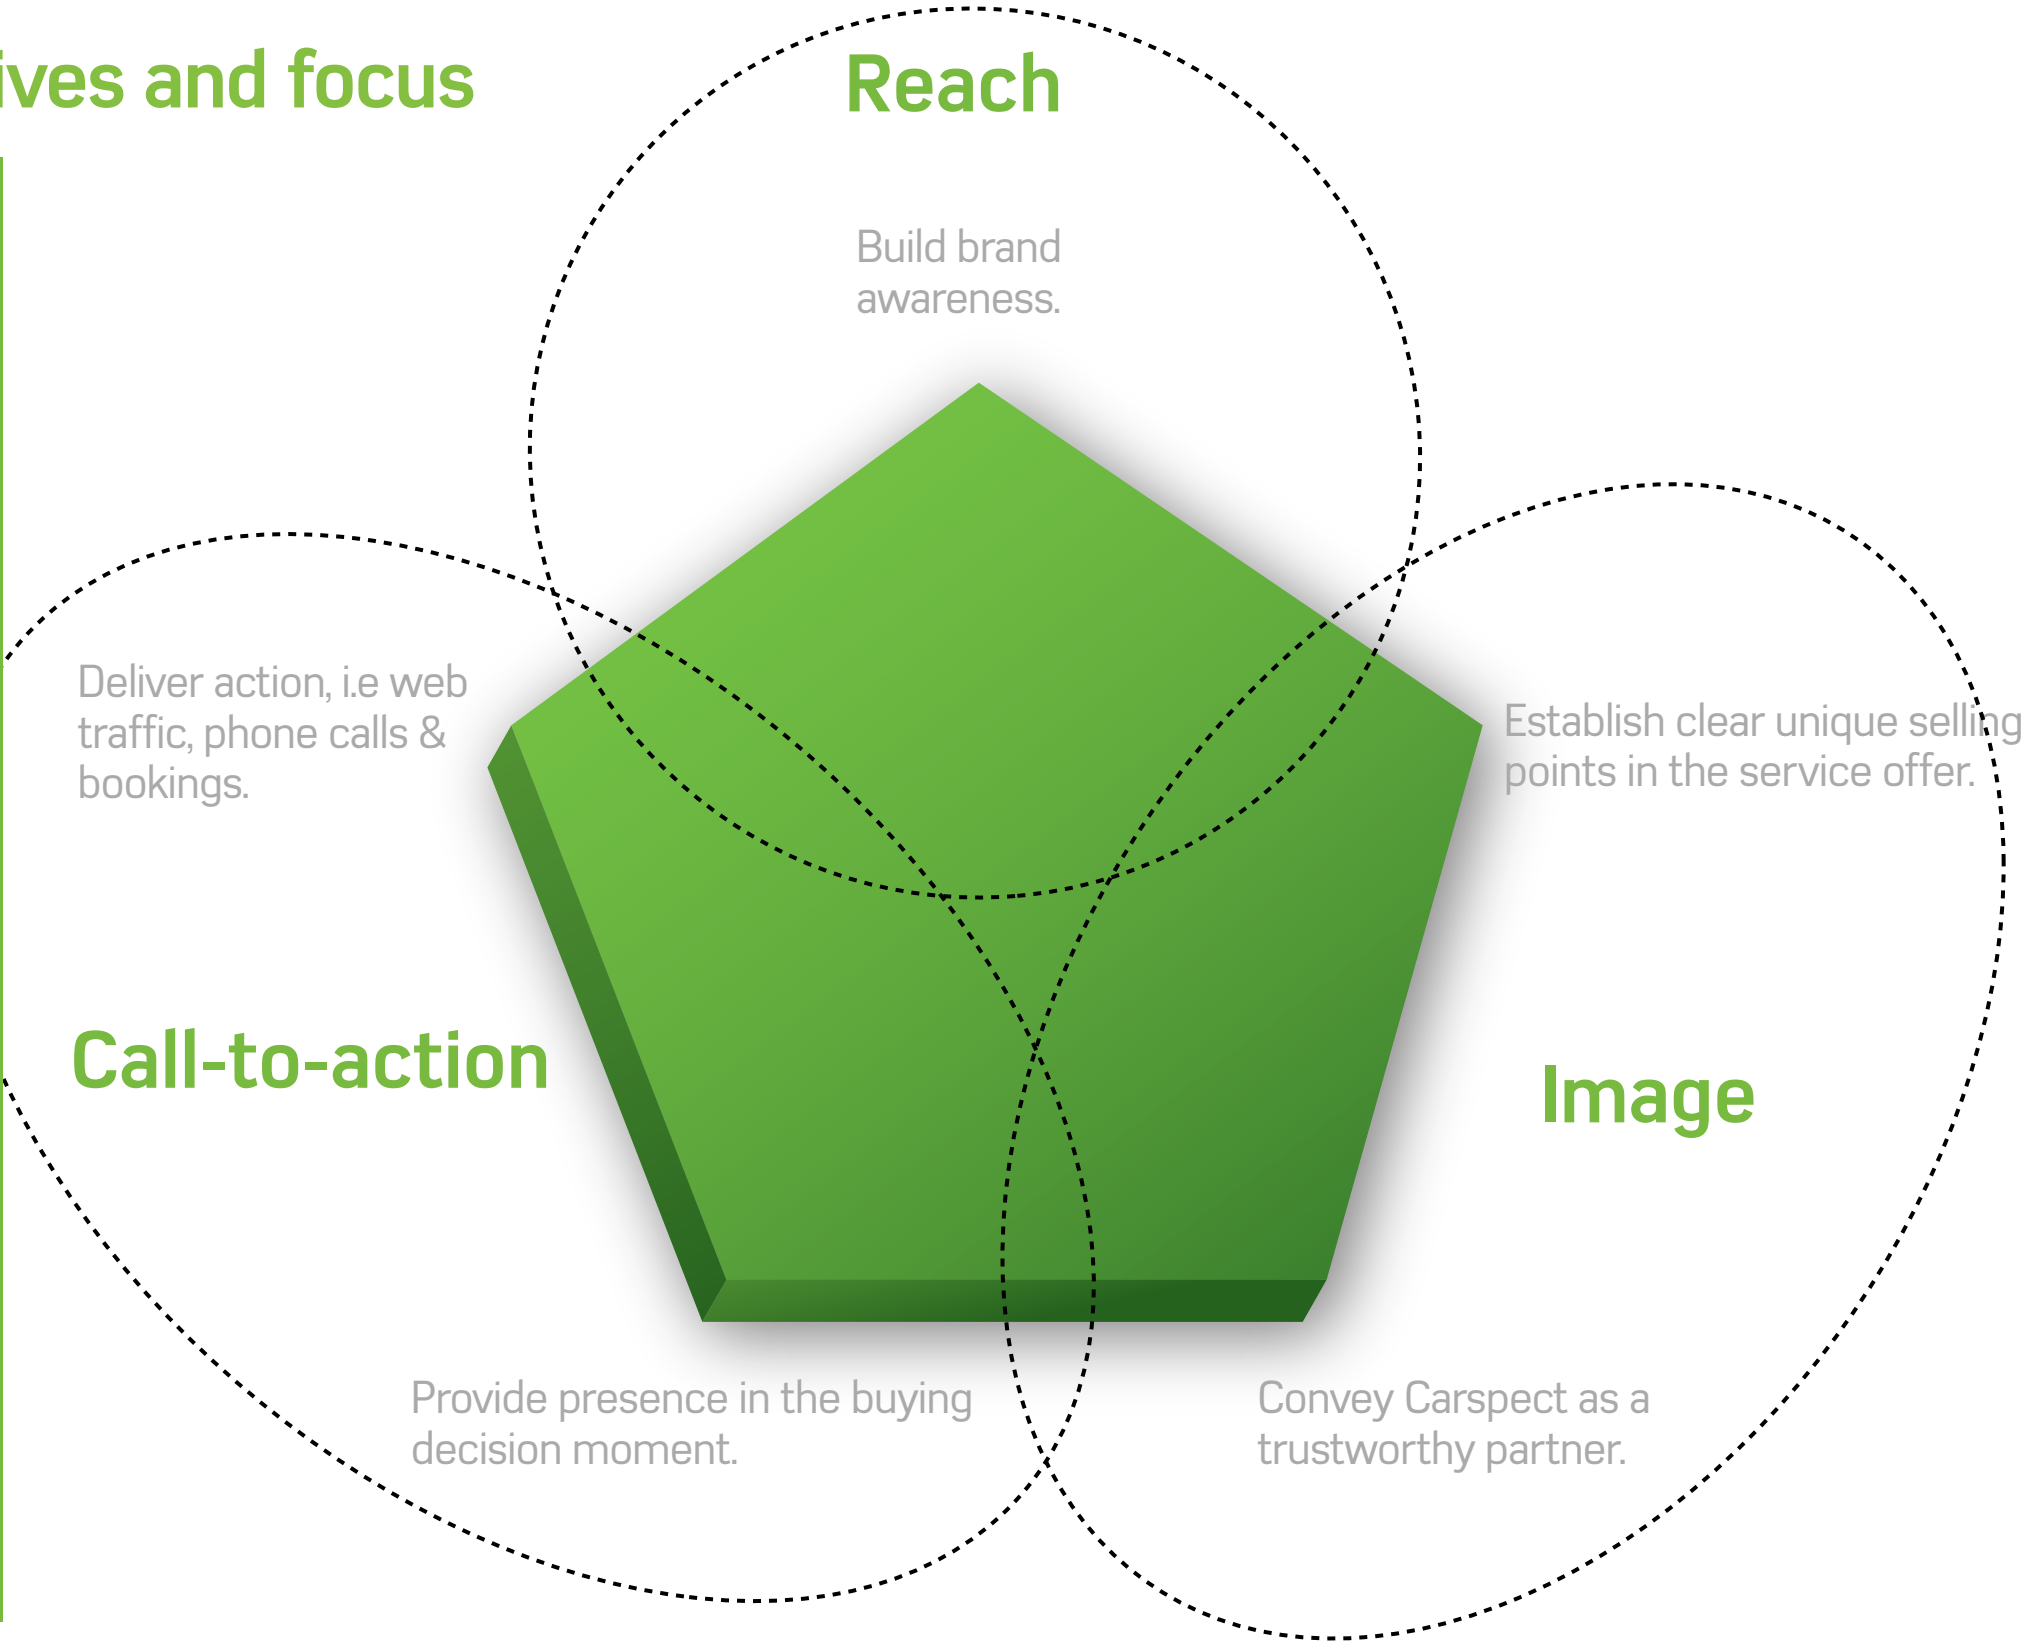 ives and focus
Reach
Build brand
awareness.
Deliver action, i.e web
traffic, phone calls &
bookings.
Establish clear unique selling
points in the service offer.
Call-to-action
Image
Provide presence in the buying
decision moment.
Convey Carspect as a
trustworthy partner.